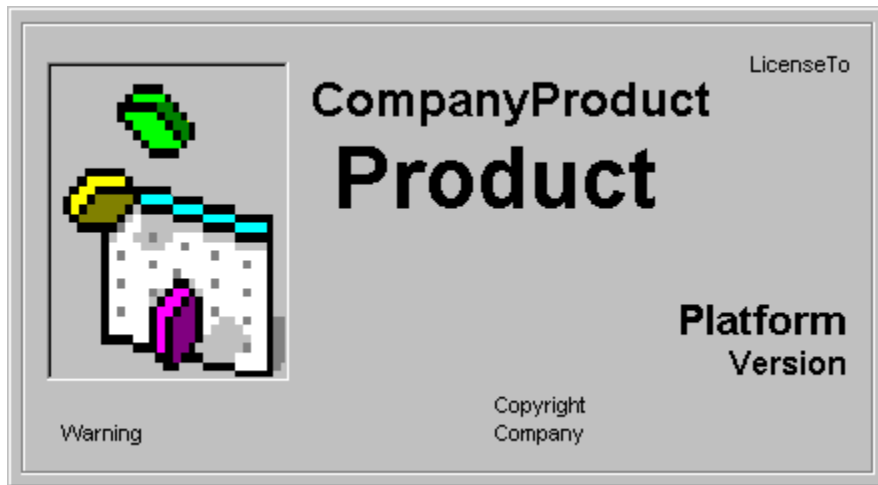 LicenseTo
CompanyProduct
Product
Platform
Version
Copyright
Warning
Company